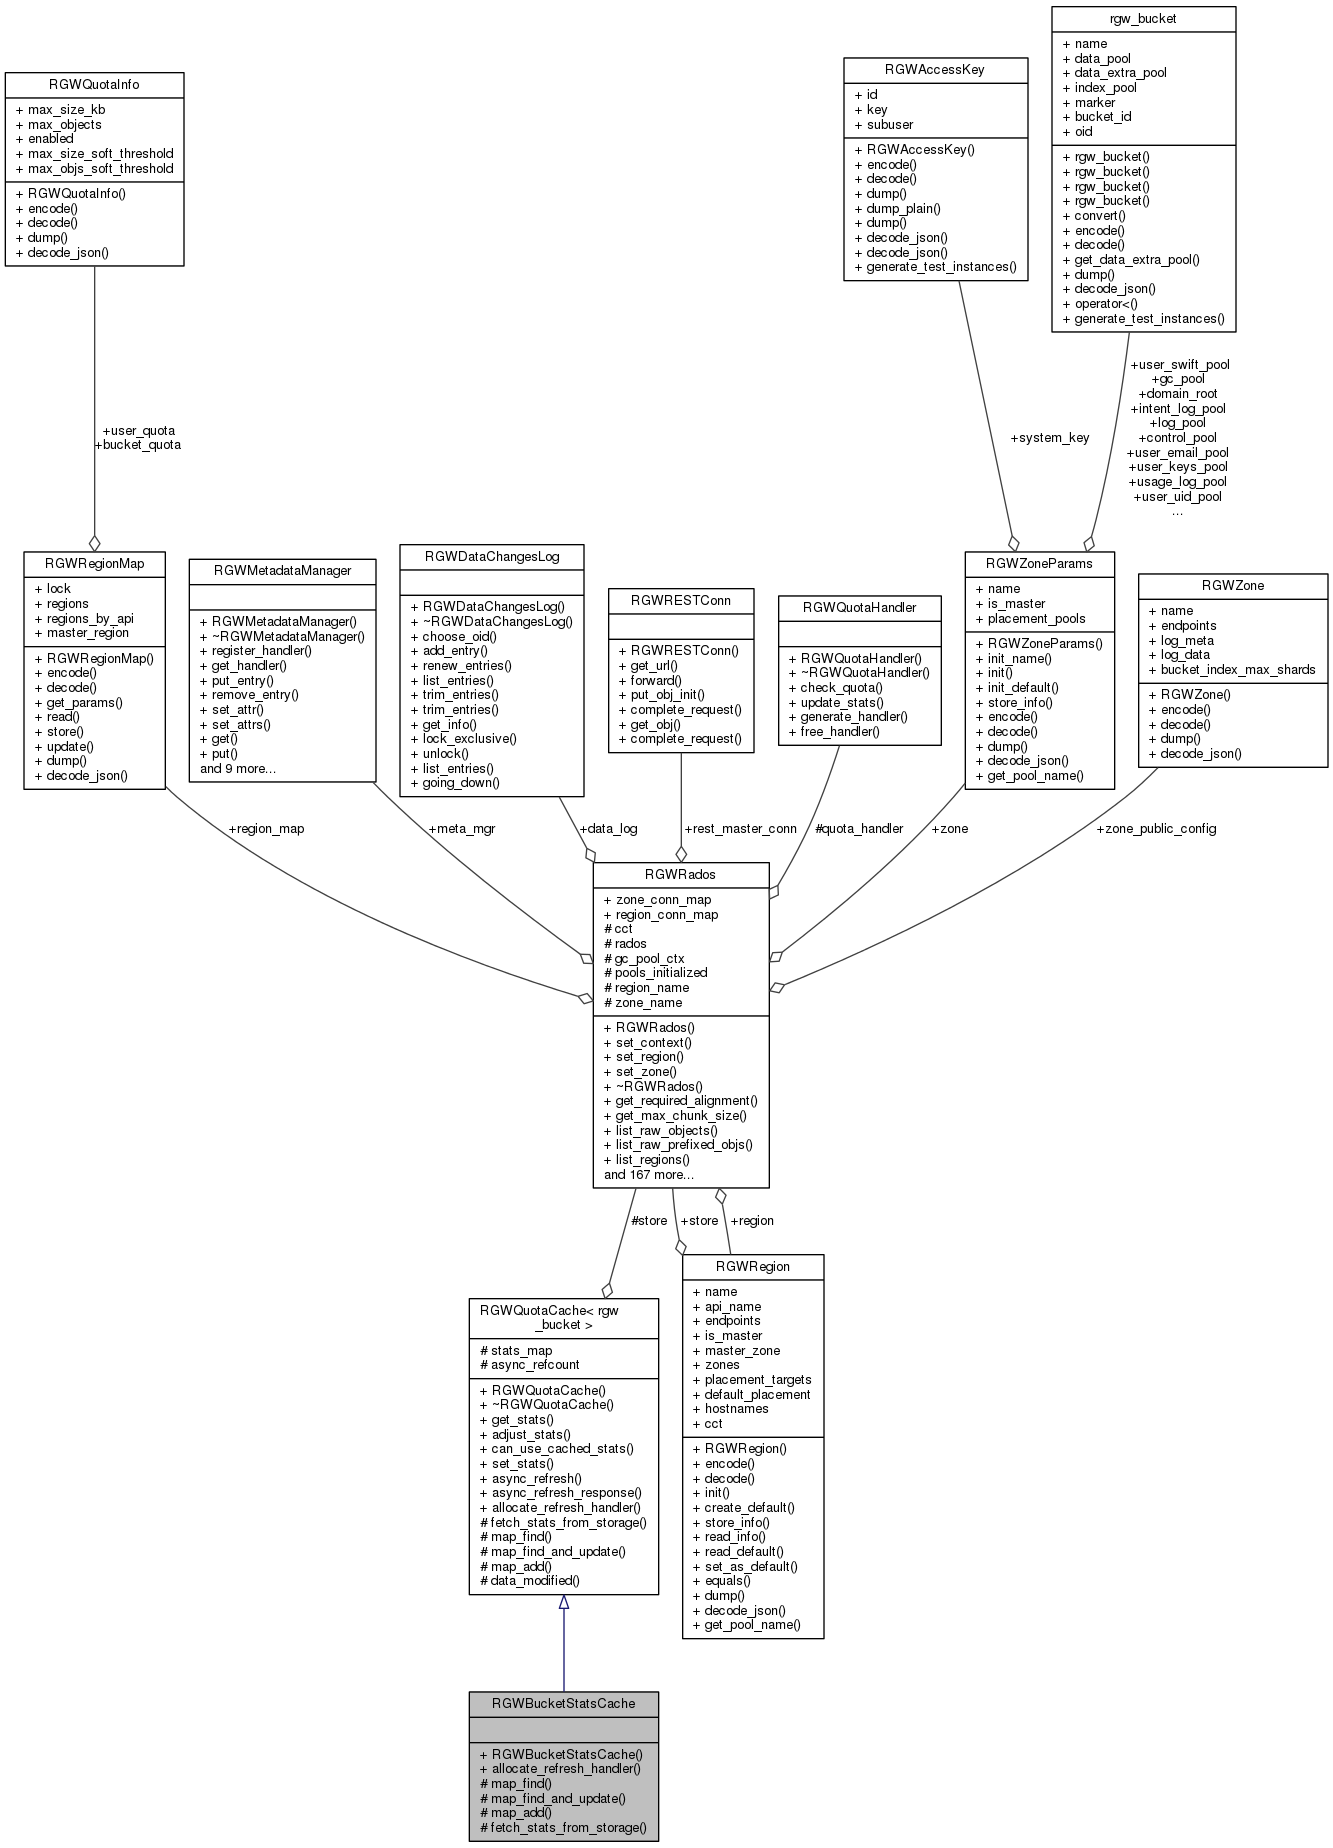 rgw_bucket
+ name
+ data_pool
+ data_extra_pool
+ index_pool
+ marker
+ bucket_id
+ oid
+ rgw_bucket()
+ rgw_bucket()
+ rgw_bucket()
+ rgw_bucket()
+ convert()
+ encode()
+ decode()
+ get_data_extra_pool()
+ dump()
+ decode_json()
+ operator<()
+ generate_test_instances()
RGWAccessKey
+ id
+ key
+ subuser
+ RGWAccessKey()
+ encode()
+ decode()
+ dump()
+ dump_plain()
+ dump()
+ decode_json()
+ decode_json()
+ generate_test_instances()
RGWQuotaInfo
+ max_size_kb
+ max_objects
+ enabled
+ max_size_soft_threshold
+ max_objs_soft_threshold
+ RGWQuotaInfo()
+ encode()
+ decode()
+ dump()
+ decode_json()
+user_quota
+bucket_quota
+system_key
+user_swift_pool
+gc_pool
+domain_root
+intent_log_pool
+log_pool
+control_pool
+user_email_pool
+user_keys_pool
+usage_log_pool
+user_uid_pool
...
RGWRegionMap
+ lock
+ regions
+ regions_by_api
+ master_region
+ RGWRegionMap()
+ encode()
+ decode()
+ get_params()
+ read()
+ store()
+ update()
+ dump()
+ decode_json()
RGWMetadataManager
+ RGWMetadataManager()
+ ~RGWMetadataManager()
+ register_handler()
+ get_handler()
+ put_entry()
+ remove_entry()
+ set_attr()
+ set_attrs()
+ get()
+ put()
and 9 more...
RGWDataChangesLog
+ RGWDataChangesLog()
+ ~RGWDataChangesLog()
+ choose_oid()
+ add_entry()
+ renew_entries()
+ list_entries()
+ trim_entries()
+ trim_entries()
+ get_info()
+ lock_exclusive()
+ unlock()
+ list_entries()
+ going_down()
RGWRESTConn
+ RGWRESTConn()
+ get_url()
+ forward()
+ put_obj_init()
+ complete_request()
+ get_obj()
+ complete_request()
RGWQuotaHandler
+ RGWQuotaHandler()
+ ~RGWQuotaHandler()
+ check_quota()
+ update_stats()
+ generate_handler()
+ free_handler()
RGWZoneParams
+ name
+ is_master
+ placement_pools
+ RGWZoneParams()
+ init_name()
+ init()
+ init_default()
+ store_info()
+ encode()
+ decode()
+ dump()
+ decode_json()
+ get_pool_name()
RGWZone
+ name
+ endpoints
+ log_meta
+ log_data
+ bucket_index_max_shards
+ RGWZone()
+ encode()
+ decode()
+ dump()
+ decode_json()
+region_map
+meta_mgr
+data_log
+rest_master_conn
#quota_handler
+zone
+zone_public_config
RGWRados
+ zone_conn_map
+ region_conn_map
# cct
# rados
# gc_pool_ctx
# pools_initialized
# region_name
# zone_name
+ RGWRados()
+ set_context()
+ set_region()
+ set_zone()
+ ~RGWRados()
+ get_required_alignment()
+ get_max_chunk_size()
+ list_raw_objects()
+ list_raw_prefixed_objs()
+ list_regions()
and 167 more...
#store
+store
+region
RGWQuotaCache< rgw
_bucket >
# stats_map
# async_refcount
+ RGWQuotaCache()
+ ~RGWQuotaCache()
+ get_stats()
+ adjust_stats()
+ can_use_cached_stats()
+ set_stats()
+ async_refresh()
+ async_refresh_response()
+ allocate_refresh_handler()
# fetch_stats_from_storage()
# map_find()
# map_find_and_update()
# map_add()
# data_modified()
RGWRegion
+ name
+ api_name
+ endpoints
+ is_master
+ master_zone
+ zones
+ placement_targets
+ default_placement
+ hostnames
+ cct
+ RGWRegion()
+ encode()
+ decode()
+ init()
+ create_default()
+ store_info()
+ read_info()
+ read_default()
+ set_as_default()
+ equals()
+ dump()
+ decode_json()
+ get_pool_name()
RGWBucketStatsCache
+ RGWBucketStatsCache()
+ allocate_refresh_handler()
# map_find()
# map_find_and_update()
# map_add()
# fetch_stats_from_storage()